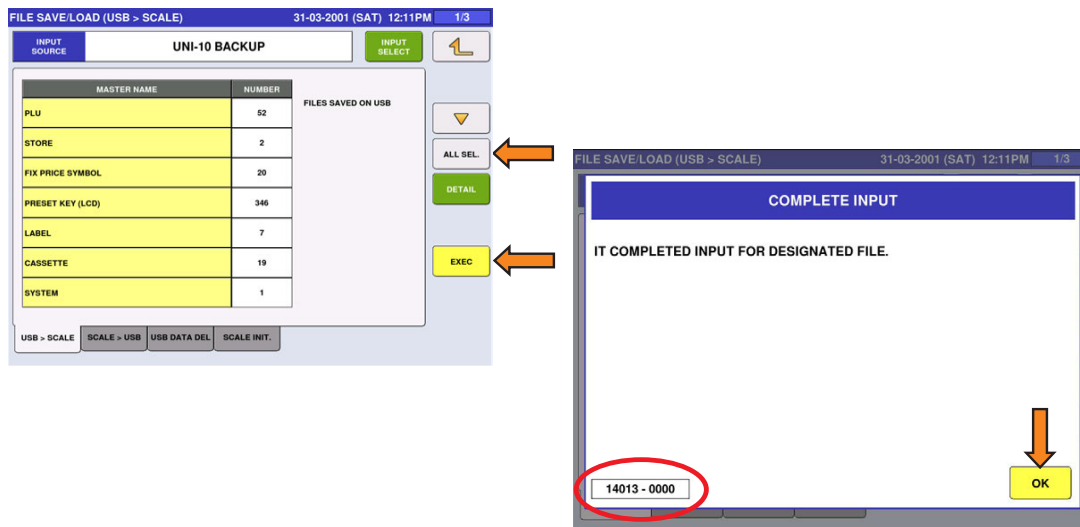 FILE SAVE/LOAD (USB > SCALE) 31-03-2001 (SAT) 12:11PM 1/3
INPUT SOURCE
UNI-10 BACKUP
INPUT SELECT
MASTER NAME NUMBER
PLU 52
STORE 2
FIX PRICE SYMBOL 20
PRESET KEY (LCD) 346
LABEL 7
CASSETTE 19
SYSTEM 1
FILES SAVED ON USB
ALL SEL.
DETAIL
EXEC
USB > SCALE SCALE > USB USB DATA DEL SCALE INIT.
FILE SAVE/LOAD (USB > SCALE) 31-03-2001 (SAT) 12:11PM 1/3
COMPLETE INPUT
IT COMPLETED INPUT FOR DESIGNATED FILE.
14013 - 0000
OK